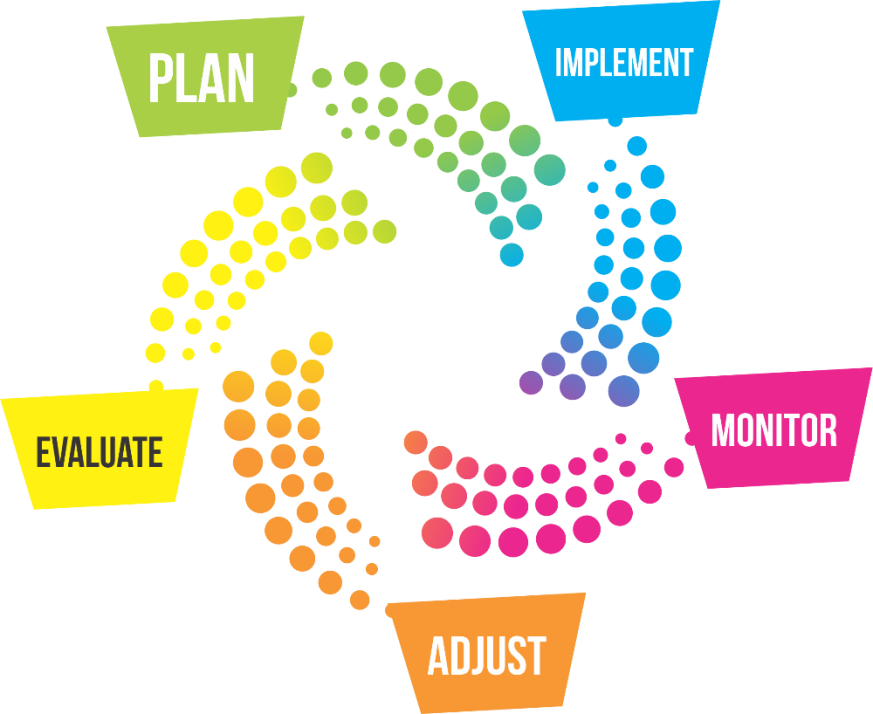 PLAN
IMPLEMENT
MONITOR
ADJUST
EVALUATE